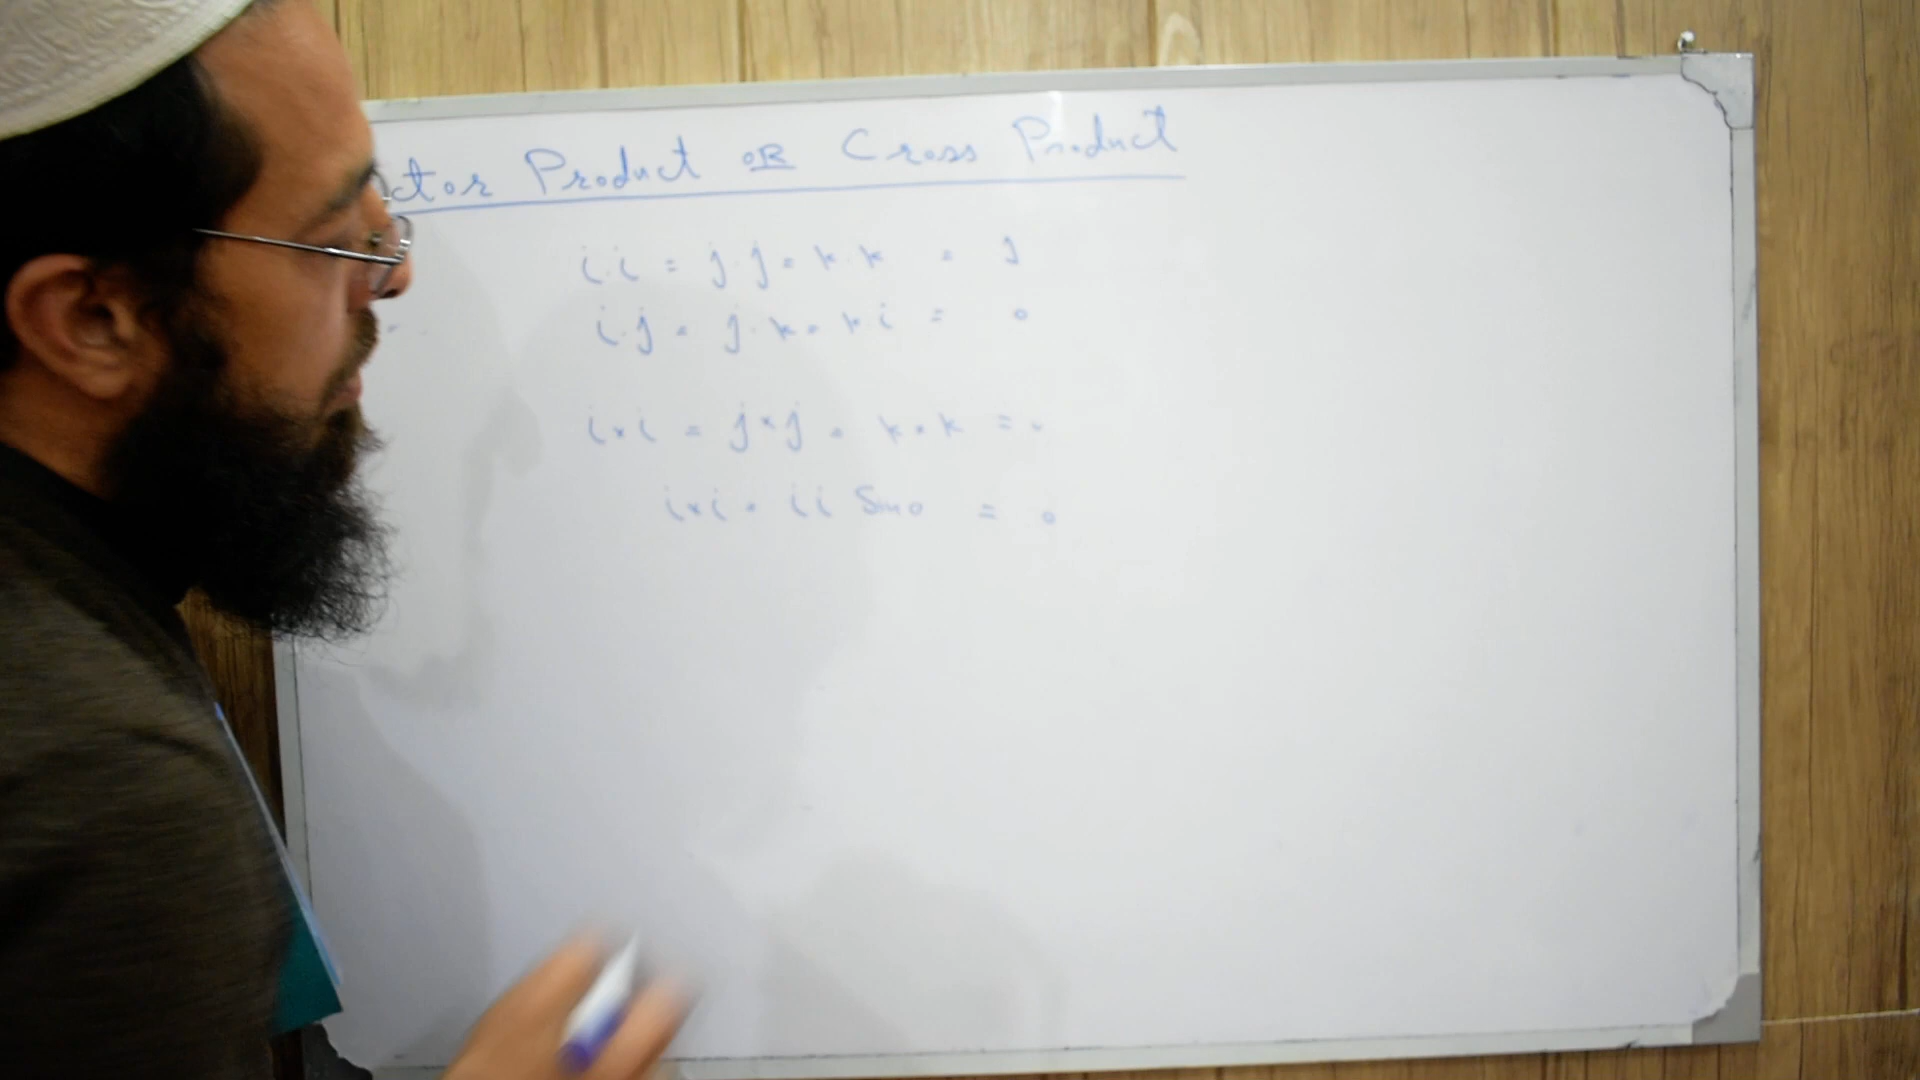 ctor Product OR Cross Product
i.i = j.j = k.k = 1
i.j = j.k = k.i = 0
i×i = j×j = k×k = 0
i×i = i i Sin0 = 0